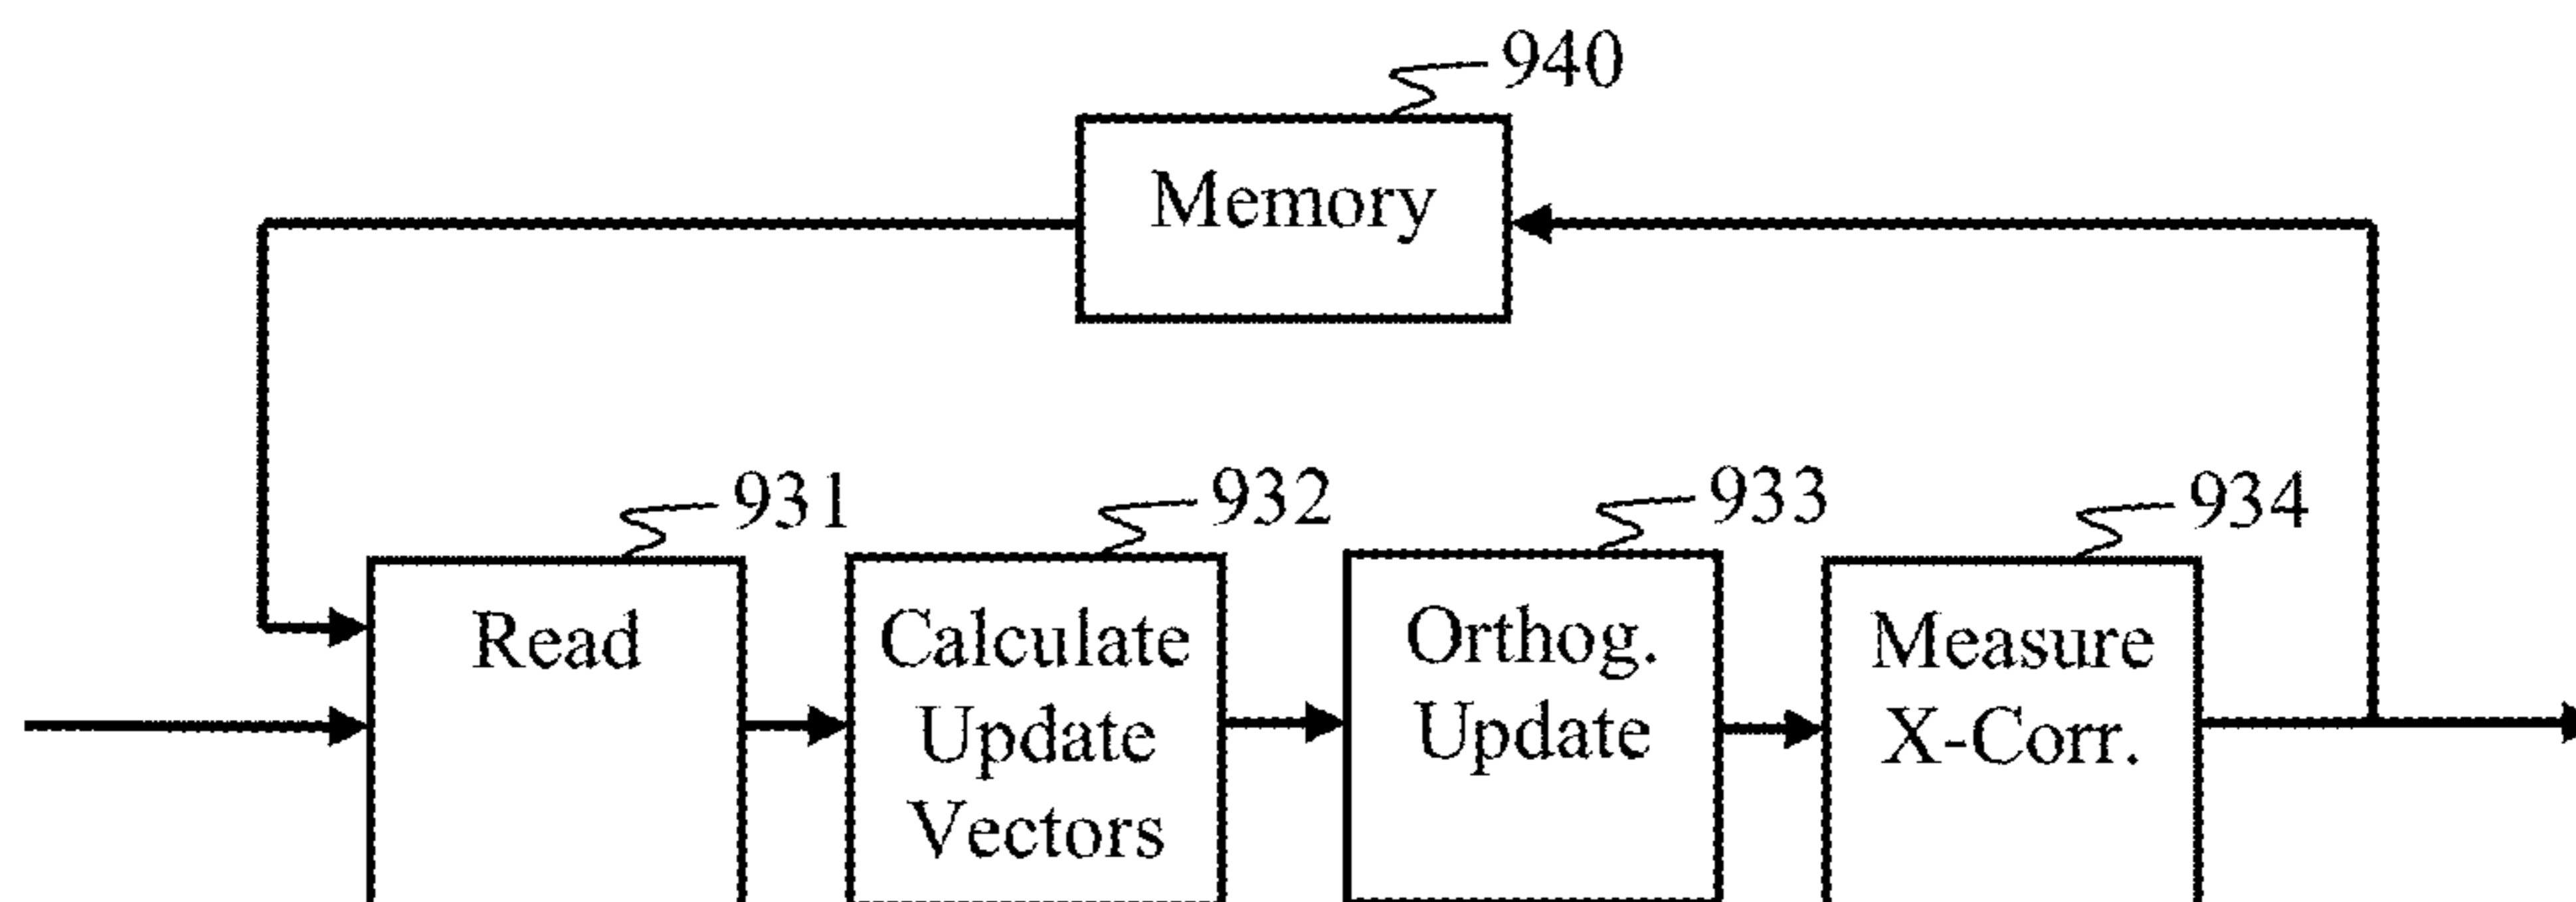 940
Memory
931
932
933
934
Read
Calculate
Update
Vectors
Orthog.
Update
Measure
X-Corr.